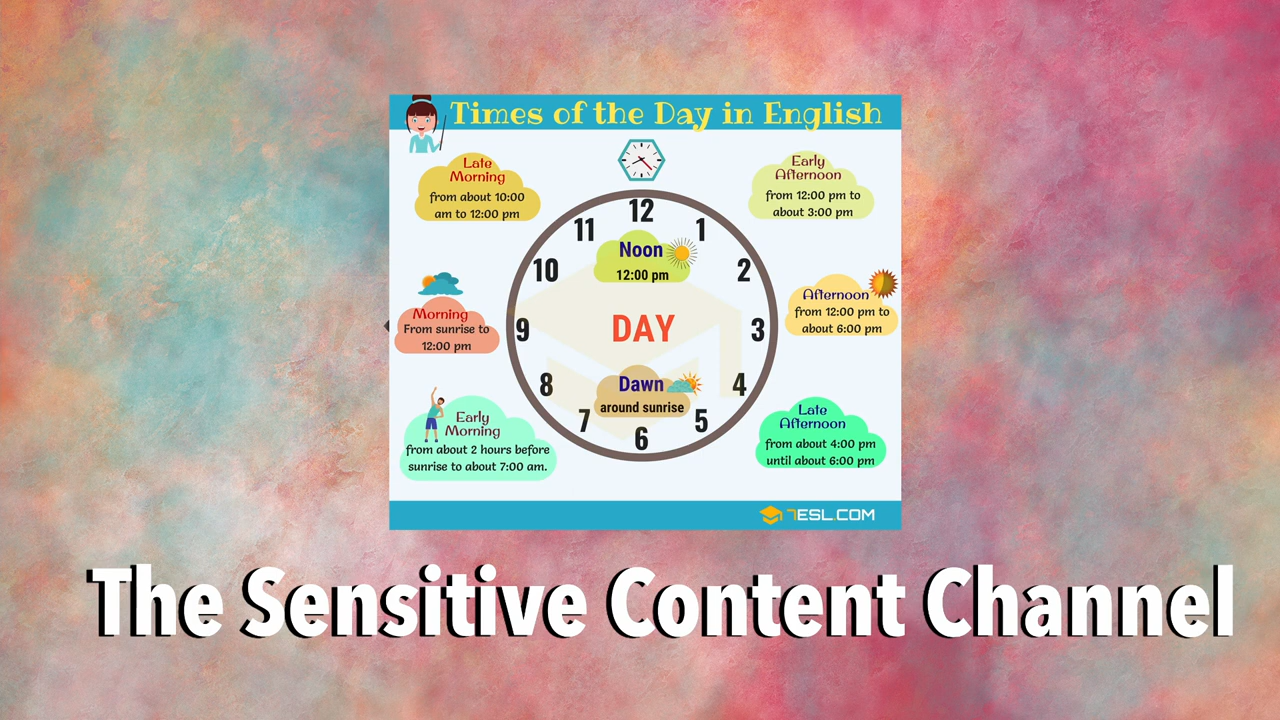 Times of the Day in English
Late
Morning
from about 10:00
am to 12:00 pm
Early
Afternoon
from 12:00 pm to
about 3:00 pm
12
11
1
Noon
12:00 pm
10
2
Morning
From sunrise to
12:00 pm
9
DAY
3
Afternoon
from 12:00 pm to
about 6:00 pm
8
Dawn
around sunrise
4
7
5
6
Early
Morning
from about 2 hours before
sunrise to about 7:00 am.
Late
Afternoon
from about 4:00 pm
until about 6:00 pm
7ESL.COM
The Sensitive Content Channel